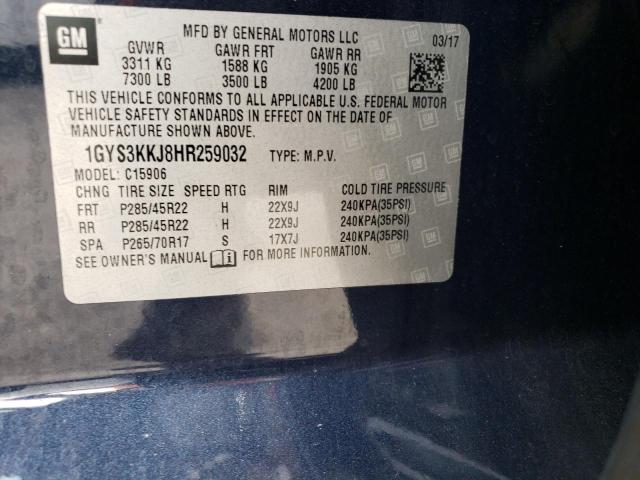 GM
MFD BY GENERAL MOTORS LLC
03/17
GVWR GAWR FRT GAWR RR
3311 KG 1588 KG 1905 KG
7300 LB 3500 LB 4200 LB
THIS VEHICLE CONFORMS TO ALL APPLICABLE U.S. FEDERAL MOTOR
VEHICLE SAFETY STANDARDS IN EFFECT ON THE DATE OF
MANUFACTURE SHOWN ABOVE.
1GYS3KKJ8HR259032 TYPE: M.P.V.
MODEL: C15906
CHNG TIRE SIZE SPEED RTG RIM COLD TIRE PRESSURE
FRT P285/45R22 H 22X9J 240KPA(35PSI)
RR P285/45R22 H 22X9J 240KPA(35PSI)
SPA P265/70R17 S 17X7J 240KPA(35PSI)
SEE OWNER'S MANUAL i FOR MORE INFORMATION.